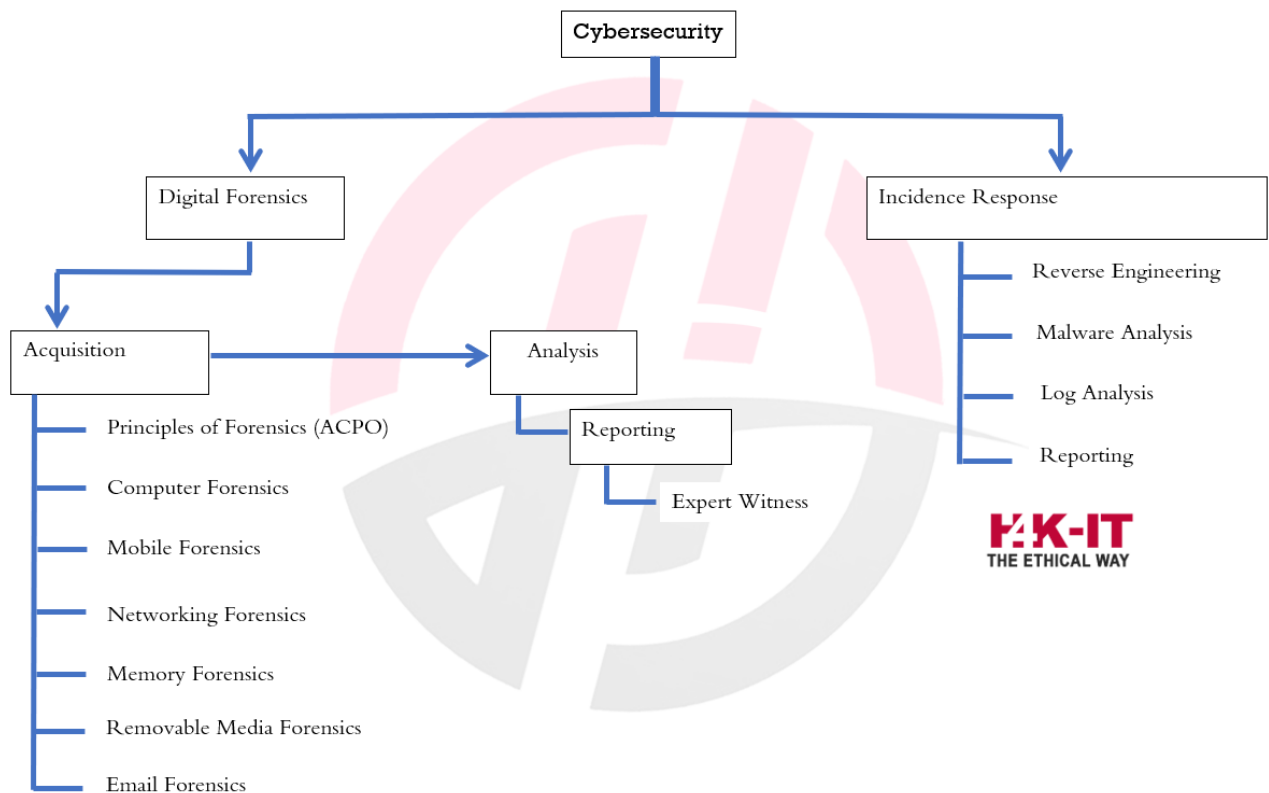 Cybersecurity
Digital Forensics
Incidence Response
Acquisition
Analysis
Reporting
Expert Witness
Principles of Forensics (ACPO)
Computer Forensics
Mobile Forensics
Networking Forensics
Memory Forensics
Removable Media Forensics
Email Forensics
Reverse Engineering
Malware Analysis
Log Analysis
Reporting
H4K-IT
THE ETHICAL WAY